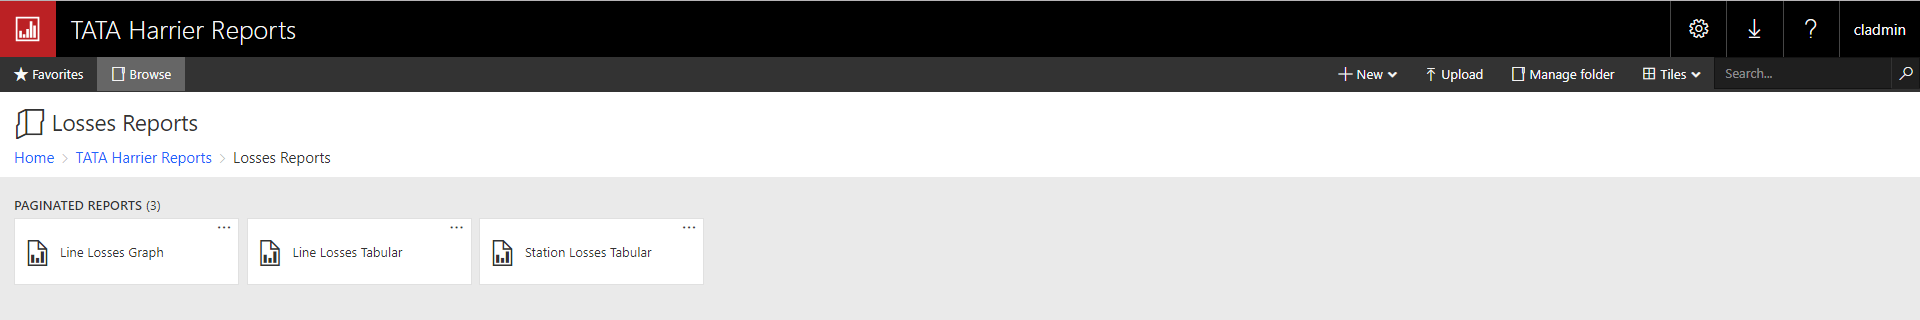 TATA Harrier Reports
cladmin
Favorites Browse New Upload Manage folder Tiles Search...
Losses Reports
Home > TATA Harrier Reports > Losses Reports
PAGINATED REPORTS (3)
Line Losses Graph
Line Losses Tabular
Station Losses Tabular